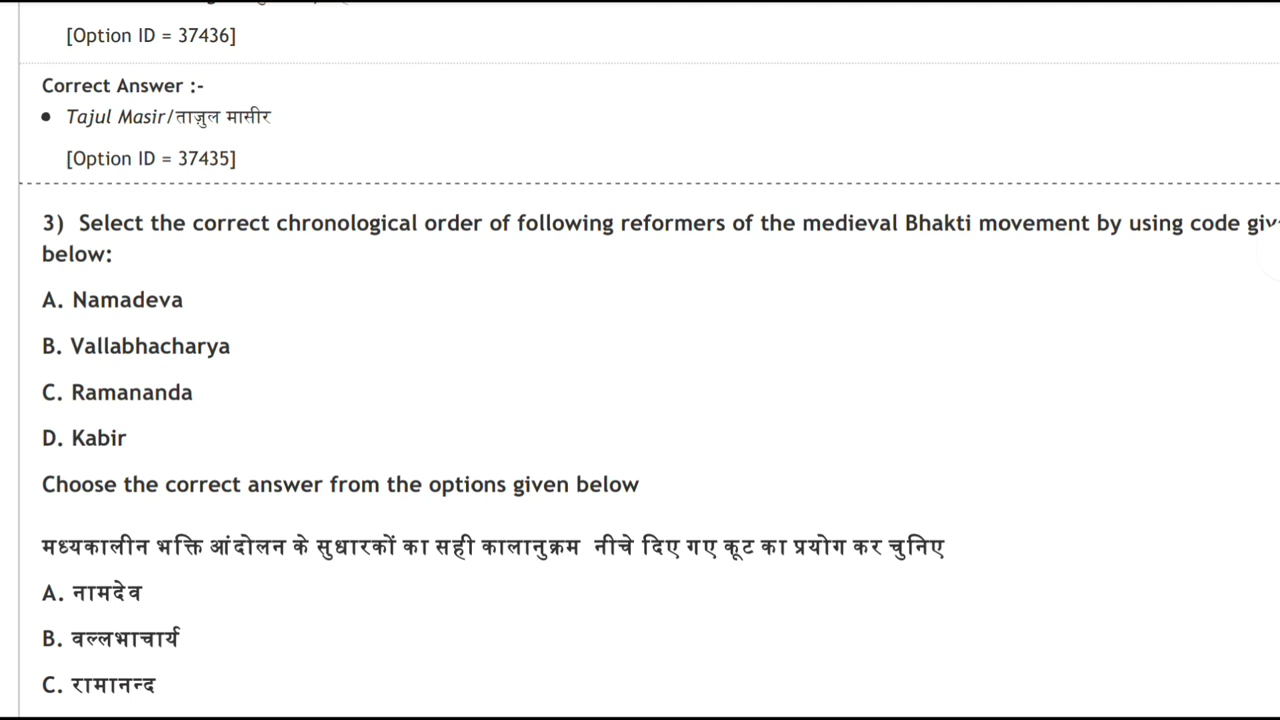 [Option ID = 37436]
Correct Answer :-
• Tajul Masir/ताजुल मासीर
[Option ID = 37435]
3) Select the correct chronological order of following reformers of the medieval Bhakti movement by using code giv
below:
A. Namadeva
B. Vallabhacharya
C. Ramananda
D. Kabir
Choose the correct answer from the options given below
मध्यकालीन भक्ति आंदोलन के सुधारकों का सही कालानुक्रम नीचे दिए गए कूट का प्रयोग कर चुनिए
A. नामदेव
B. वल्लभाचार्य
C. रामानन्द